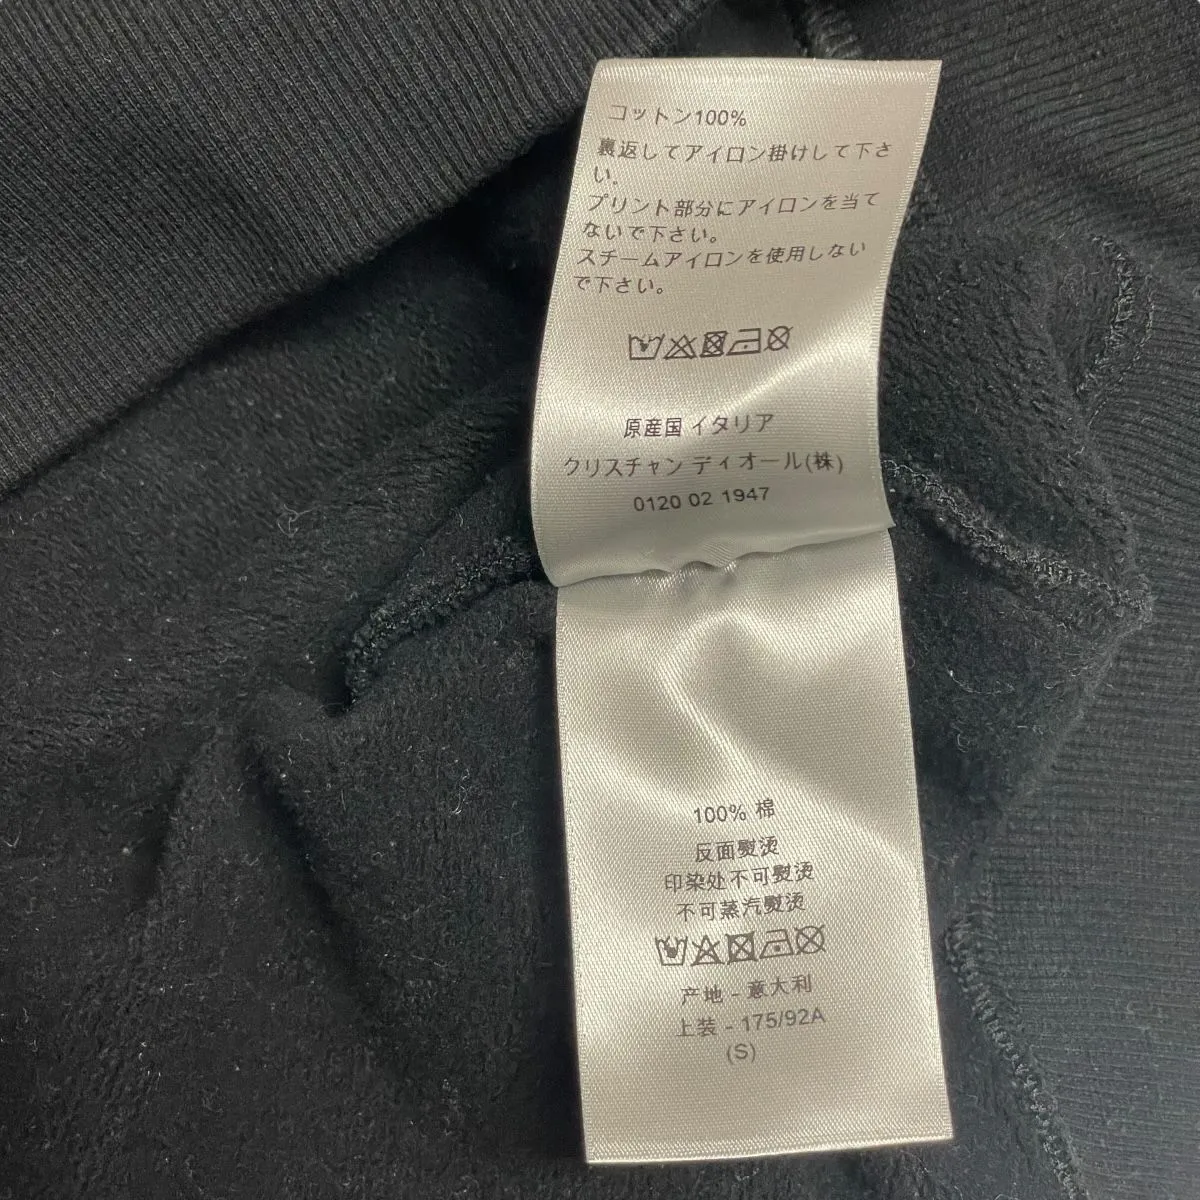 コットン100%
裏返してアイロン掛けして下さ
い.
プリント部分にアイロンを当て
ないで下さい。
スチームアイロンを使用しない
で下さい。
原産国 イタリア
クリスチャン ディオール(株)
0120 02 1947
100% 棉
反面熨烫
印染处不可熨烫
不可蒸汽熨烫
产地 - 意大利
上装 - 175/92A
(S)